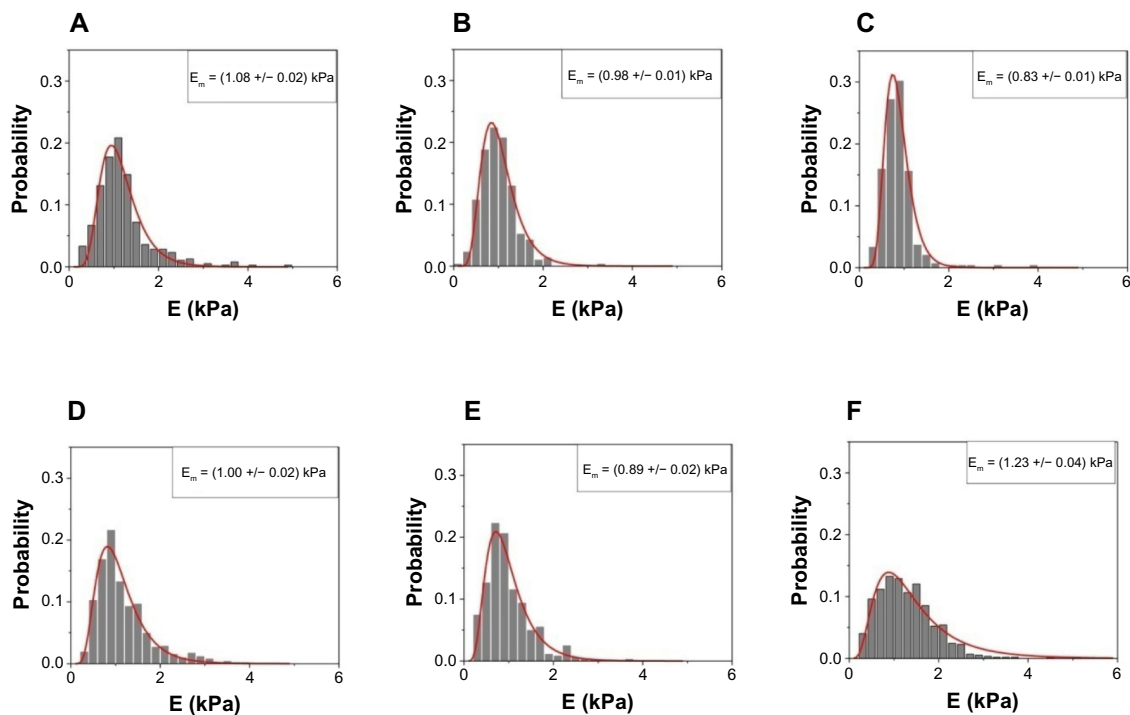 A
Probability
0.3
0.2
0.1
0.0
E_m = (1.08 +/− 0.02) kPa
0 2 4 6
E (kPa)
B
Probability
0.3
0.2
0.1
0.0
E_m = (0.98 +/− 0.01) kPa
0 2 4 6
E (kPa)
C
Probability
0.3
0.2
0.1
0.0
E_m = (0.83 +/− 0.01) kPa
0 2 4 6
E (kPa)
D
Probability
0.3
0.2
0.1
0.0
E_m = (1.00 +/− 0.02) kPa
0 2 4 6
E (kPa)
E
Probability
0.3
0.2
0.1
0.0
E_m = (0.89 +/− 0.02) kPa
0 2 4 6
E (kPa)
F
Probability
0.3
0.2
0.1
0.0
E_m = (1.23 +/− 0.04) kPa
0 2 4 6
E (kPa)